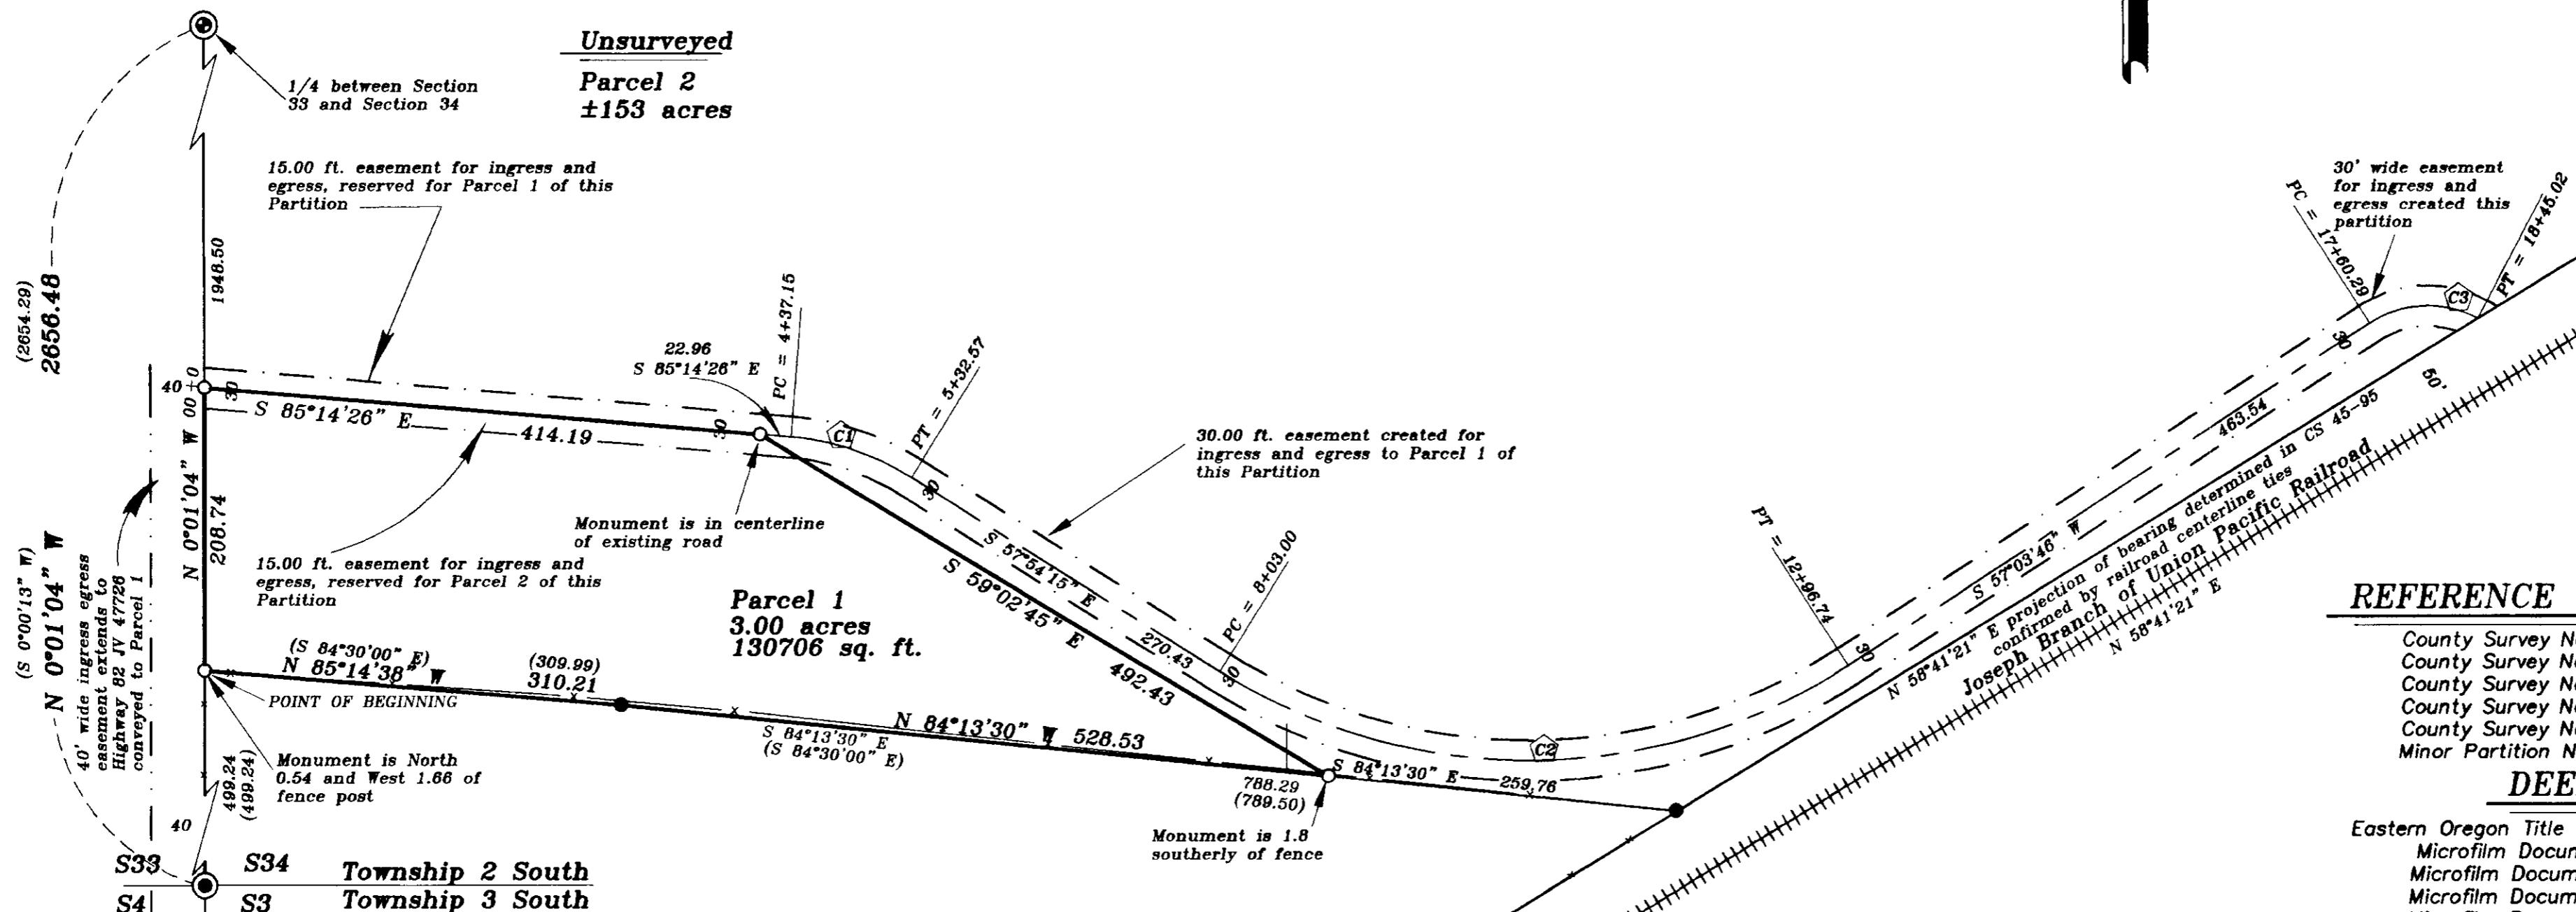 Unsurveyed
Parcel 2
±153 acres
1/4 between Section
33 and Section 34
15.00 ft. easement for ingress and
egress, reserved for Parcel 1 of this
Partition
(2654.29)
2656.48
1948.50
(S 0°00'13" W)
N 0°01'04" W
40' wide ingress egress
easement extends to
Highway 82 JV 47726
conveyed to Parcel 1
40
0
00
30
N 0°01'04" W
208.74
S 85°14'26" E
414.19
30
22.96
S 85°14'26" E
PC = 4+37.15
C1
PT = 5+32.57
30
Monument is in centerline
of existing road
15.00 ft. easement for ingress and
egress, reserved for Parcel 2 of this
Partition
30.00 ft. easement created for
ingress and egress to Parcel 1 of
this Partition
S 57°54'15" E
270.43
S 59°02'45" E
492.43
PC = 8+03.00
30
Parcel 1
3.00 acres
130706 sq. ft.
(S 84°30'00" E)
N 85°14'38" W
(309.99)
310.21
POINT OF BEGINNING
N 84°13'30" W 528.53
S 84°13'30" E
(S 84°30'00" E)
Monument is North
0.54 and West 1.66 of
fence post
499.24
(499.24)
40
788.29
(789.50)
S 84°13'30" E
259.76
Monument is 1.8
southerly of fence
C2
PT = 12+96.74
30
S 57°03'46" W
463.54
30
PC = 17+60.29
30' wide easement
for ingress and
egress created this
partition
C3
PT = 18+45.02
50'
N 58°41'21" E projection of bearing determined in CS 45-95
confirmed by railroad centerline ties
Joseph Branch of Union Pacific Railroad
N 58°41'21" E
S33
S34
Township 2 South
S4
S3
Township 3 South
REFERENCE
County Survey N
County Survey N
County Survey N
County Survey N
County Survey N
Minor Partition N
DEE
Eastern Oregon Title
Microfilm Docum
Microfilm Docum
Microfilm Docum